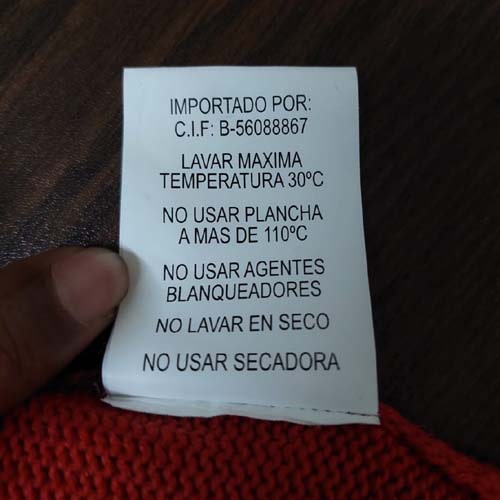 IMPORTADO POR:
C.I.F: B-56088867
LAVAR MAXIMA
TEMPERATURA 30ºC
NO USAR PLANCHA
A MAS DE 110ºC
NO USAR AGENTES
BLANQUEADORES
NO LAVAR EN SECO
NO USAR SECADORA